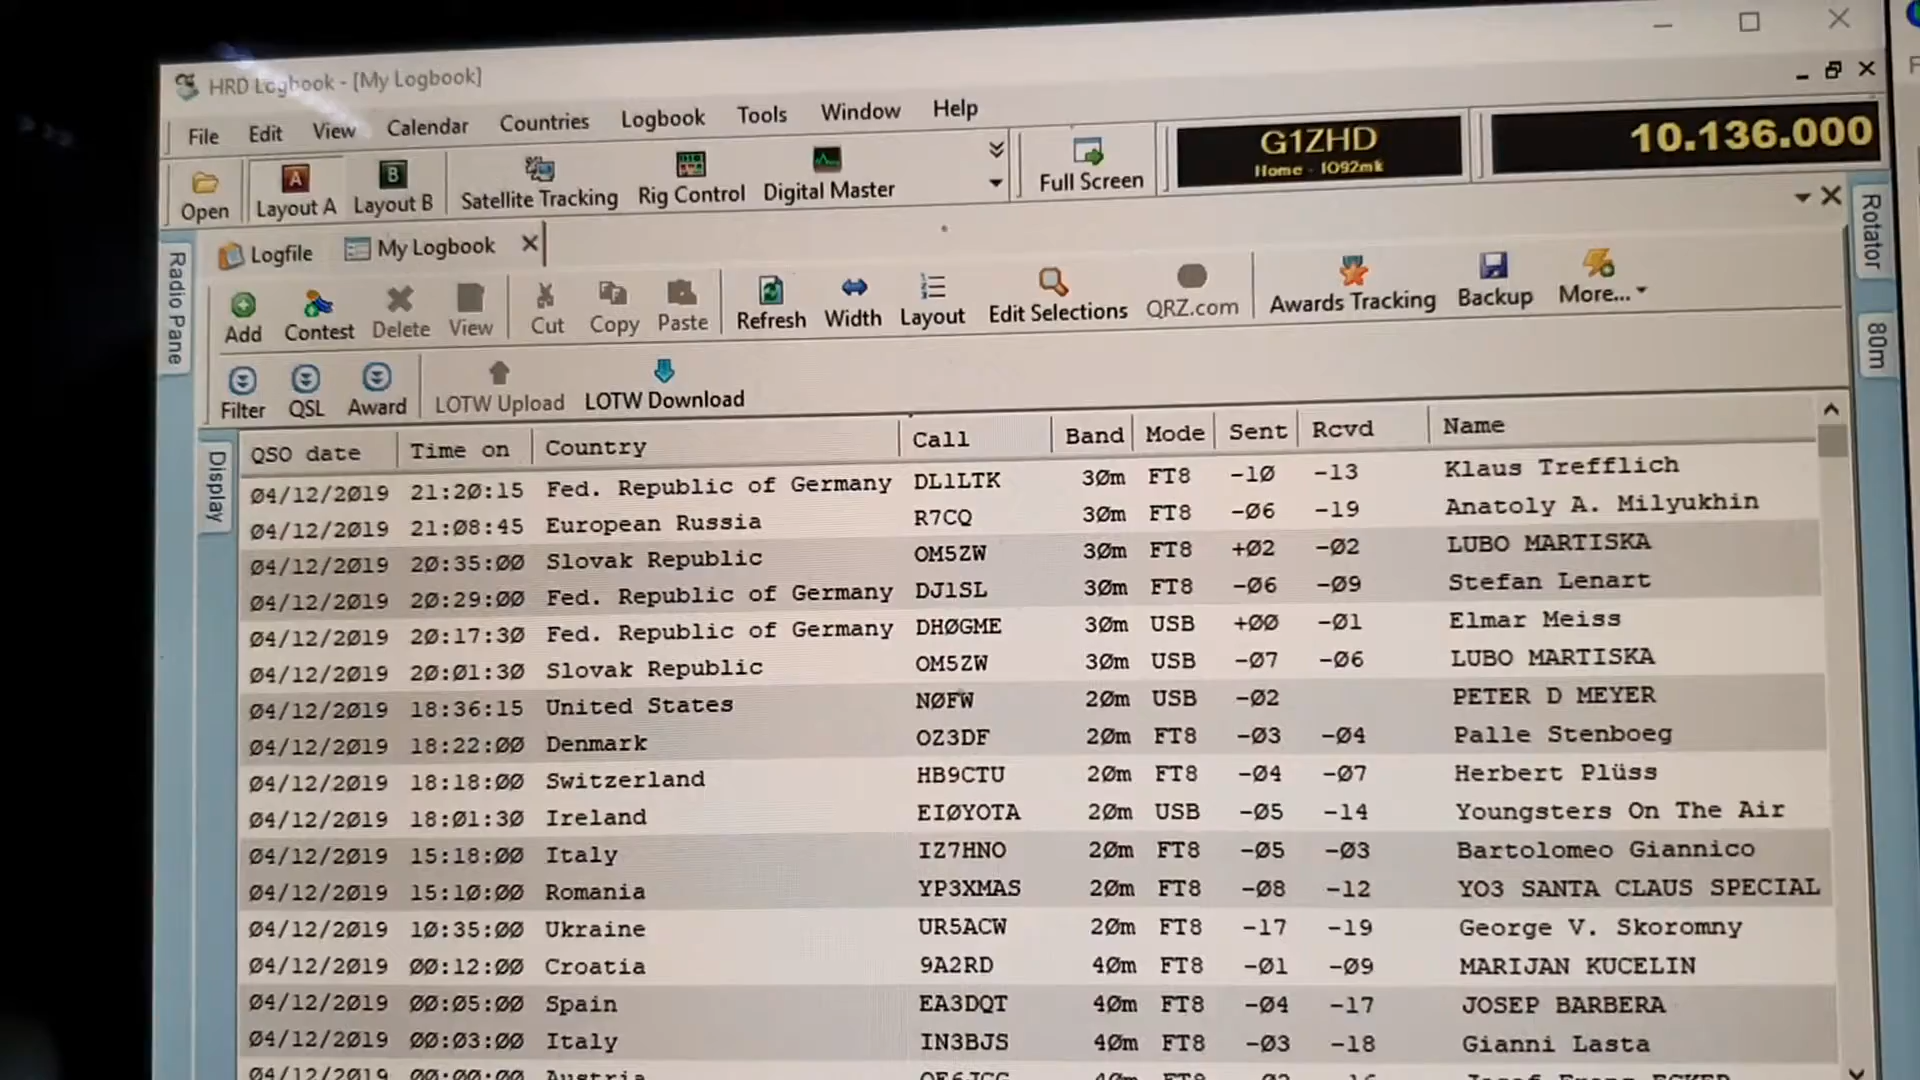 HRD Logbook - [My Logbook]
File Edit View Calendar Countries Logbook Tools Window Help
Open Layout A Layout B Satellite Tracking Rig Control Digital Master Full Screen
G1ZHD
Home - IO92mk
10.136.000
Radio Pane
Rotator
80m
Display
Logfile My Logbook
Add Contest Delete View Cut Copy Paste Refresh Width Layout Edit Selections QRZ.com Awards Tracking Backup More...
Filter QSL Award LOTW Upload LOTW Download
QSO date Time on Country Call Band Mode Sent Rcvd Name
04/12/2019 21:20:15 Fed. Republic of Germany DL1LTK 30m FT8 -10 -13 Klaus Trefflich
04/12/2019 21:08:45 European Russia R7CQ 30m FT8 -06 -19 Anatoly A. Milyukhin
04/12/2019 20:35:00 Slovak Republic OM5ZW 30m FT8 +02 -02 LUBO MARTISKA
04/12/2019 20:29:00 Fed. Republic of Germany DJ1SL 30m FT8 -06 -09 Stefan Lenart
04/12/2019 20:17:30 Fed. Republic of Germany DH0GME 30m USB +00 -01 Elmar Meiss
04/12/2019 20:01:30 Slovak Republic OM5ZW 30m USB -07 -06 LUBO MARTISKA
04/12/2019 18:36:15 United States N0FW 20m USB -02 PETER D MEYER
04/12/2019 18:22:00 Denmark OZ3DF 20m FT8 -03 -04 Palle Stenboeg
04/12/2019 18:18:00 Switzerland HB9CTU 20m FT8 -04 -07 Herbert Plüss
04/12/2019 18:01:30 Ireland EI0YOTA 20m USB -05 -14 Youngsters On The Air
04/12/2019 15:18:00 Italy IZ7HNO 20m FT8 -05 -03 Bartolomeo Giannico
04/12/2019 15:10:00 Romania YP3XMAS 20m FT8 -08 -12 YO3 SANTA CLAUS SPECIAL
04/12/2019 10:35:00 Ukraine UR5ACW 20m FT8 -17 -19 George V. Skoromny
04/12/2019 00:12:00 Croatia 9A2RD 40m FT8 -01 -09 MARIJAN KUCELIN
04/12/2019 00:05:00 Spain EA3DQT 40m FT8 -04 -17 JOSEP BARBERA
04/12/2019 00:03:00 Italy IN3BJS 40m FT8 -03 -18 Gianni Lasta
04/12/2019 00:00:00 Austria